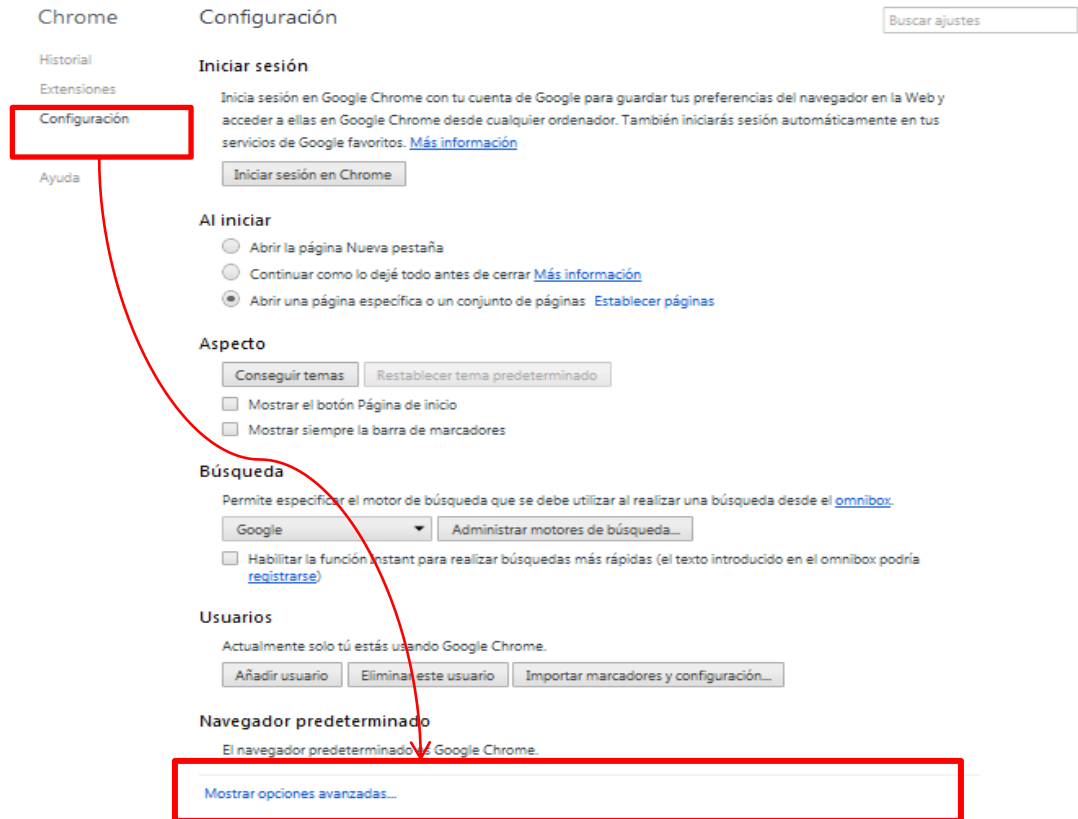 Chrome
Configuración
Buscar ajustes
Historial
Extensiones
Configuración
Ayuda
Iniciar sesión
Inicia sesión en Google Chrome con tu cuenta de Google para guardar tus preferencias del navegador en la Web y
acceder a ellas en Google Chrome desde cualquier ordenador. También iniciarás sesión automáticamente en tus
servicios de Google favoritos. Más información
Iniciar sesión en Chrome
Al iniciar
Abrir la página Nueva pestaña
Continuar como lo dejé todo antes de cerrar Más información
Abrir una página específica o un conjunto de páginas Establecer páginas
Aspecto
Conseguir temas Restablecer tema predeterminado
Mostrar el botón Página de inicio
Mostrar siempre la barra de marcadores
Búsqueda
Permite especificar el motor de búsqueda que se debe utilizar al realizar una búsqueda desde el omnibox.
Google Administrar motores de búsqueda...
Habilitar la función Instant para realizar búsquedas más rápidas (el texto introducido en el omnibox podría
registrarse)
Usuarios
Actualmente solo tú estás usando Google Chrome.
Añadir usuario Eliminar este usuario Importar marcadores y configuración...
Navegador predeterminado
El navegador predeterminado es Google Chrome.
Mostrar opciones avanzadas...